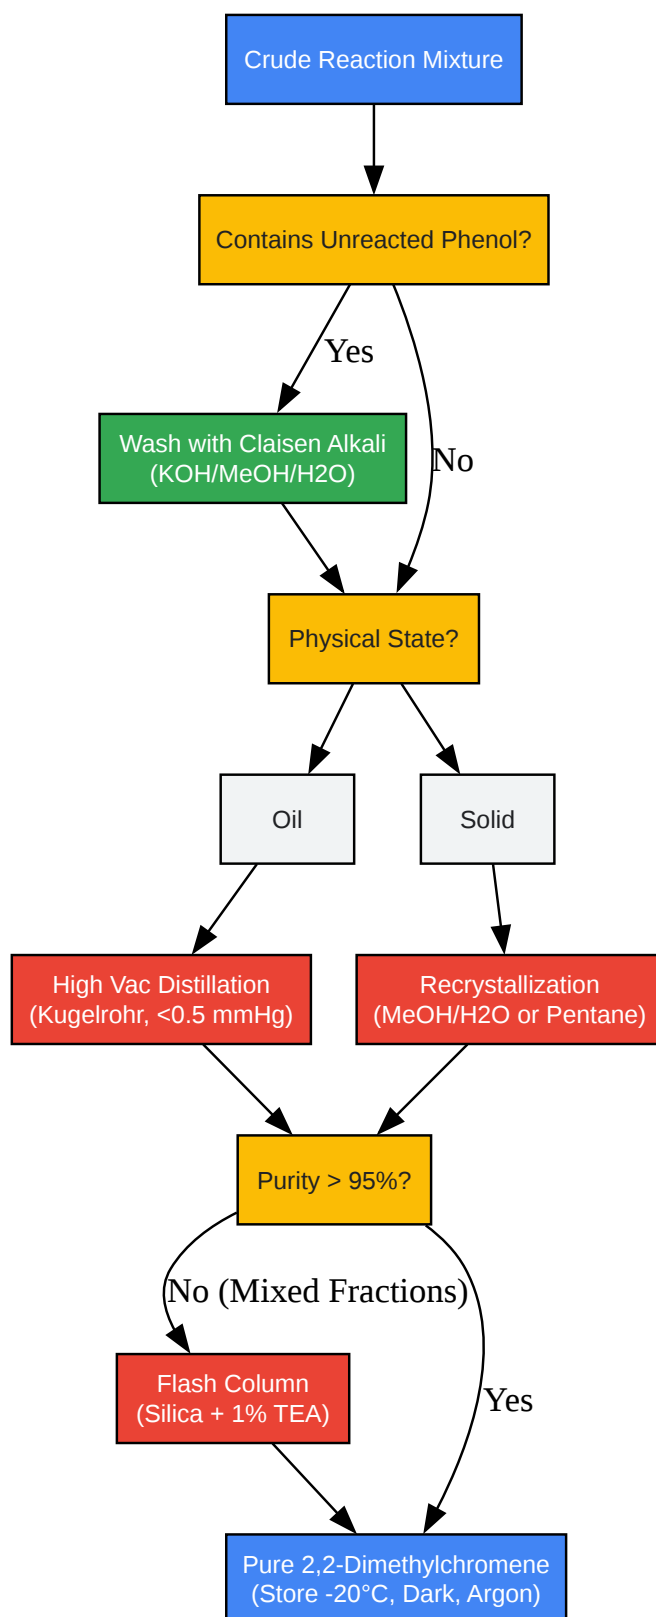 Crude Reaction Mixture
Contains Unreacted Phenol?
Yes
Wash with Claisen Alkali
(KOH/MeOH/H2O)
No
Physical State?
Oil
Solid
High Vac Distillation
(Kugelrohr, <0.5 mmHg)
Recrystallization
(MeOH/H2O or Pentane)
Purity > 95%?
No (Mixed Fractions)
Flash Column
(Silica + 1% TEA)
Yes
Pure 2,2-Dimethylchromene
(Store -20°C, Dark, Argon)